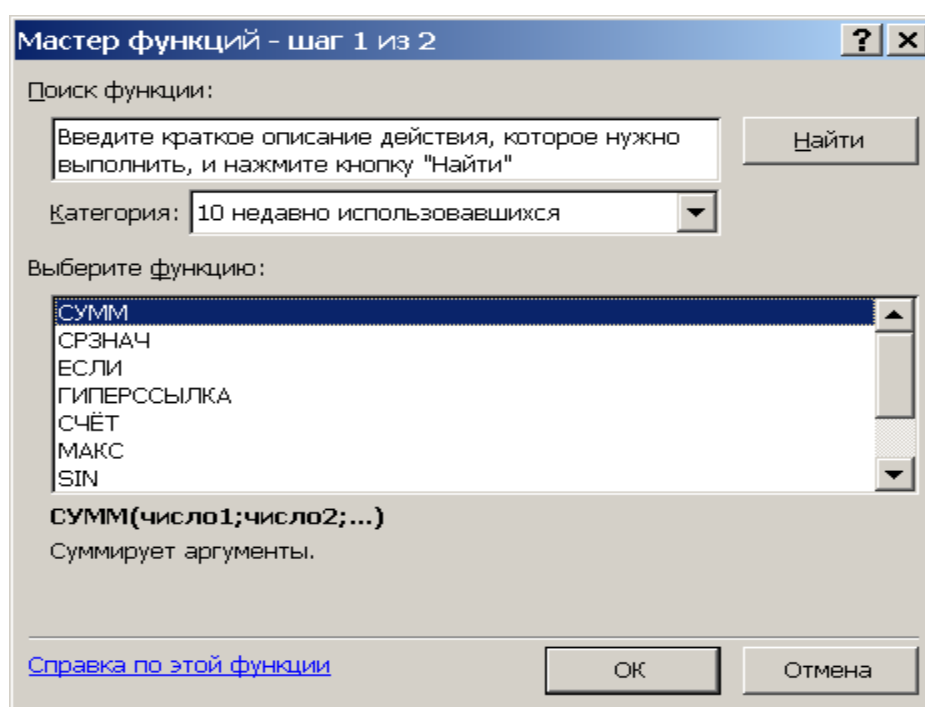 Мастер функций - шаг 1 из 2
Поиск функции:
Введите краткое описание действия, которое нужно
выполнить, и нажмите кнопку "Найти"
Найти
Категория: 10 недавно использовавшихся
Выберите функцию:
СУММ
СРЗНАЧ
ЕСЛИ
ГИПЕРССЫЛКА
СЧЁТ
МАКС
SIN
СУММ(число1;число2;...)
Суммирует аргументы.
Справка по этой функции
ОК
Отмена